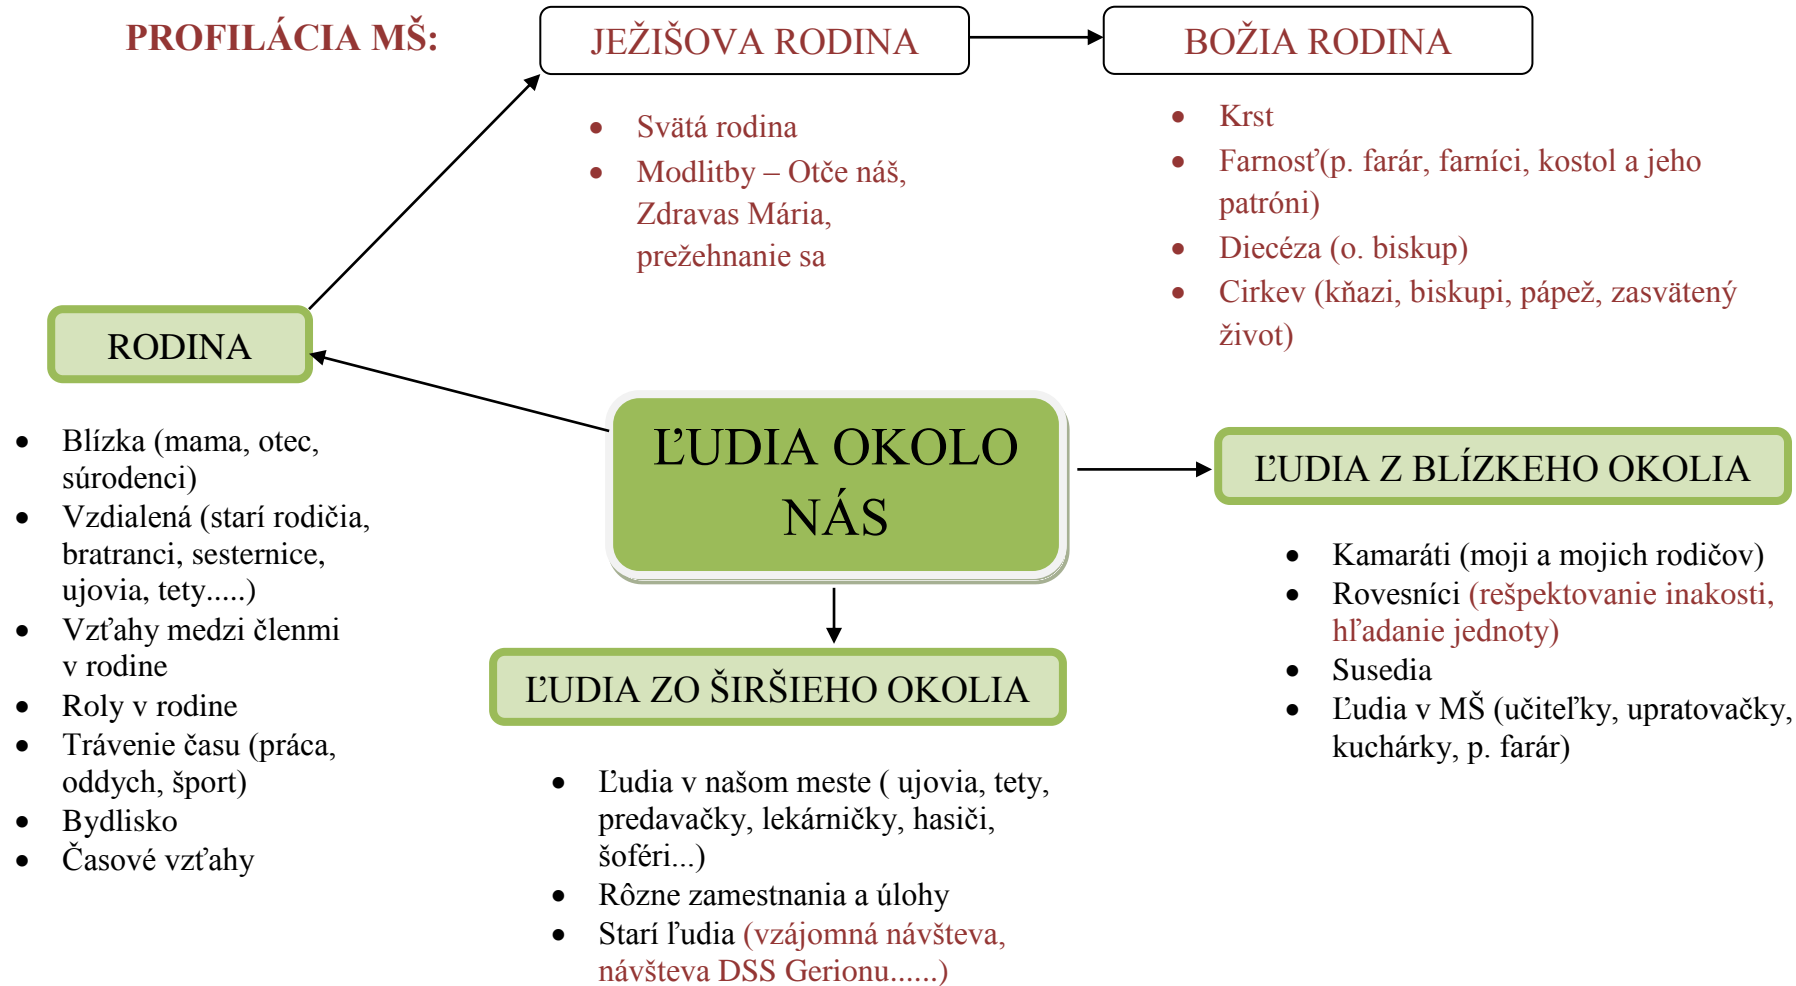 PROFILÁCIA MŠ:
JEŽIŠOVA RODINA
BOŽIA RODINA
• Svätá rodina
• Modlitby – Otče náš,
Zdravas Mária,
prežehnanie sa
• Krst
• Farnosť(p. farár, farníci, kostol a jeho
patróni)
• Diecéza (o. biskup)
• Cirkev (kňazi, biskupi, pápež, zasvätený
život)
RODINA
• Blízka (mama, otec,
súrodenci)
• Vzdialená (starí rodičia,
bratranci, sesternice,
ujovia, tety.....)
• Vzťahy medzi členmi
v rodine
• Roly v rodine
• Trávenie času (práca,
oddych, šport)
• Bydlisko
• Časové vzťahy
ĽUDIA OKOLO
NÁS
ĽUDIA Z BLÍZKEHO OKOLIA
• Kamaráti (moji a mojich rodičov)
• Rovesníci (rešpektovanie inakosti,
hľadanie jednoty)
• Susedia
• Ľudia v MŠ (učiteľky, upratovačky,
kuchárky, p. farár)
ĽUDIA ZO ŠIRŠIEHO OKOLIA
• Ľudia v našom meste ( ujovia, tety,
predavačky, lekárničky, hasiči,
šoféri...)
• Rôzne zamestnania a úlohy
• Starí ľudia (vzájomná návšteva,
návšteva DSS Gerionu......)